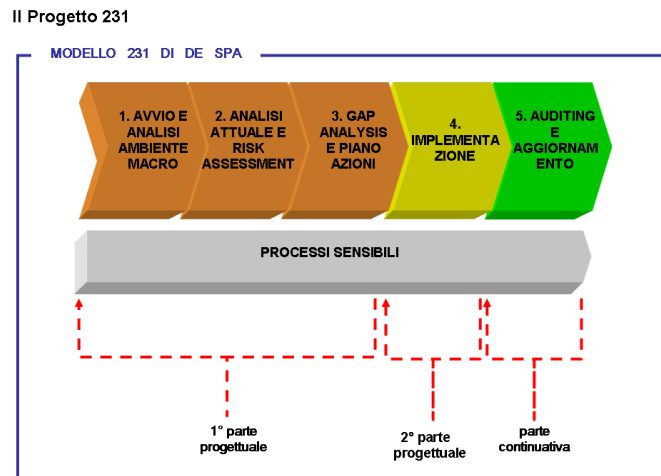 Il Progetto 231
MODELLO 231 DI DE SPA
1. AVVIO E
ANALISI
AMBIENTE
MACRO
2. ANALISI
ATTUALE E
RISK
ASSESSMENT
3. GAP
ANALYSIS
E PIANO
AZIONI
4.
IMPLEMENTA
ZIONE
5. AUDITING
E
AGGIORNAM
ENTO
PROCESSI SENSIBILI
1° parte
progettuale
2° parte
progettuale
parte
continuativa